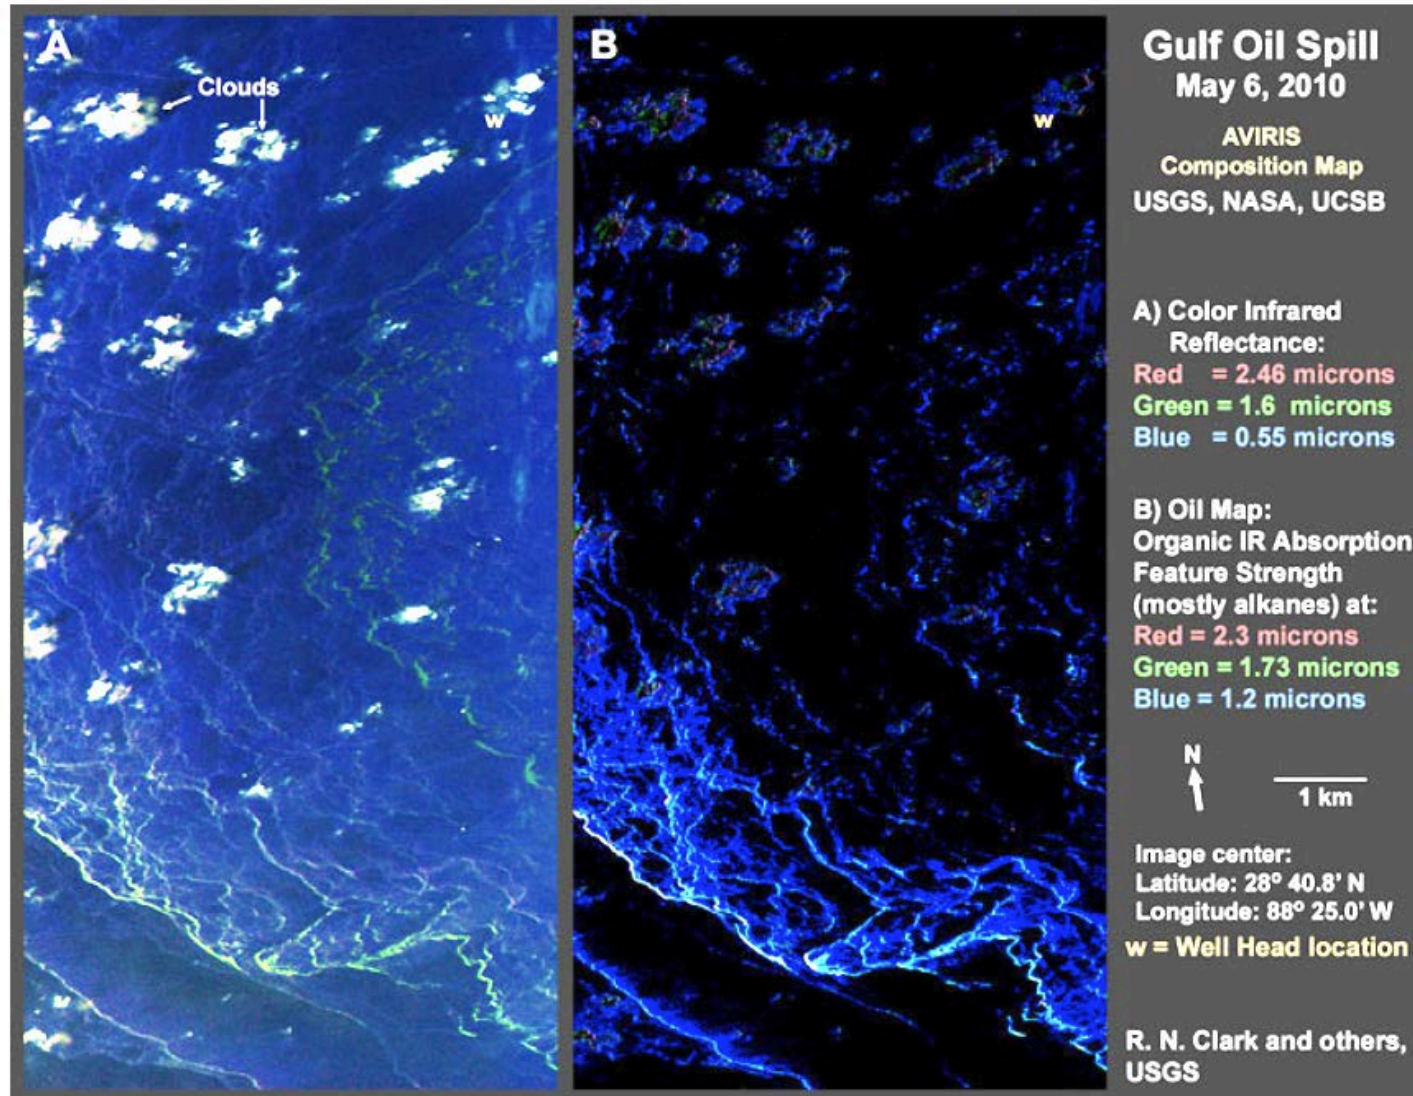 A
Clouds
w
B
w
Gulf Oil Spill
May 6, 2010
AVIRIS
Composition Map
USGS, NASA, UCSB
A) Color Infrared
Reflectance:
Red = 2.46 microns
Green = 1.6 microns
Blue = 0.55 microns
B) Oil Map:
Organic IR Absorption
Feature Strength
(mostly alkanes) at:
Red = 2.3 microns
Green = 1.73 microns
Blue = 1.2 microns
N
1 km
Image center:
Latitude: 28º 40.8' N
Longitude: 88º 25.0' W
w = Well Head location
R. N. Clark and others,
USGS